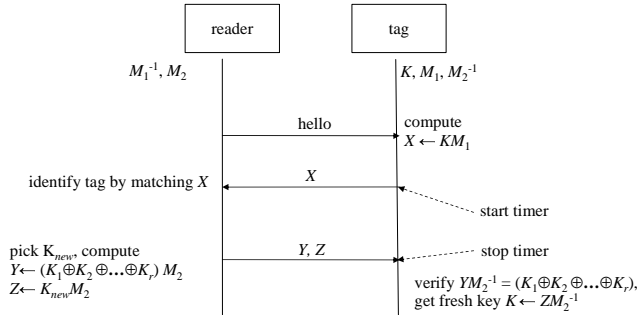 reader
tag
M₁⁻¹, M₂
K, M₁, M₂⁻¹
hello
compute
X ← KM₁
identify tag by matching X
X
start timer
pick Kₙₑw, compute
Y← (K₁⊕K₂⊕...⊕Kᵣ) M₂
Z← KₙₑwM₂
Y, Z
stop timer
verify YM₂⁻¹ = (K₁⊕K₂⊕...⊕Kᵣ),
get fresh key K ← ZM₂⁻¹